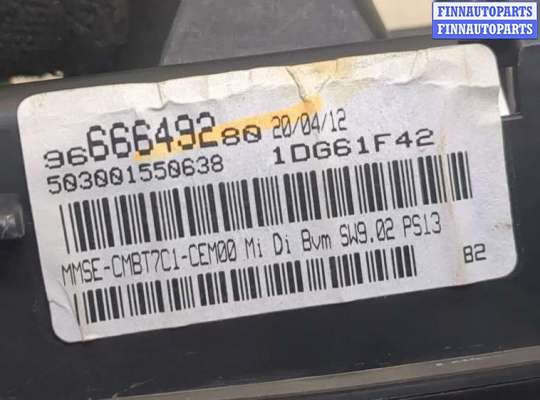 FINNAUTOPARTS
FINNAUTOPARTS
9666649280 20/04/12
503001550638 1DG61F42
MMSE-CMBT7C1-CEM00 Mi Di Bvm SW9.02 PS13
B2